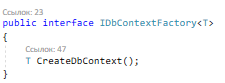 Ссылок: 23
public interface IDbContextFactory<T>
{
Ссылок: 47
T CreateDbContext();
}